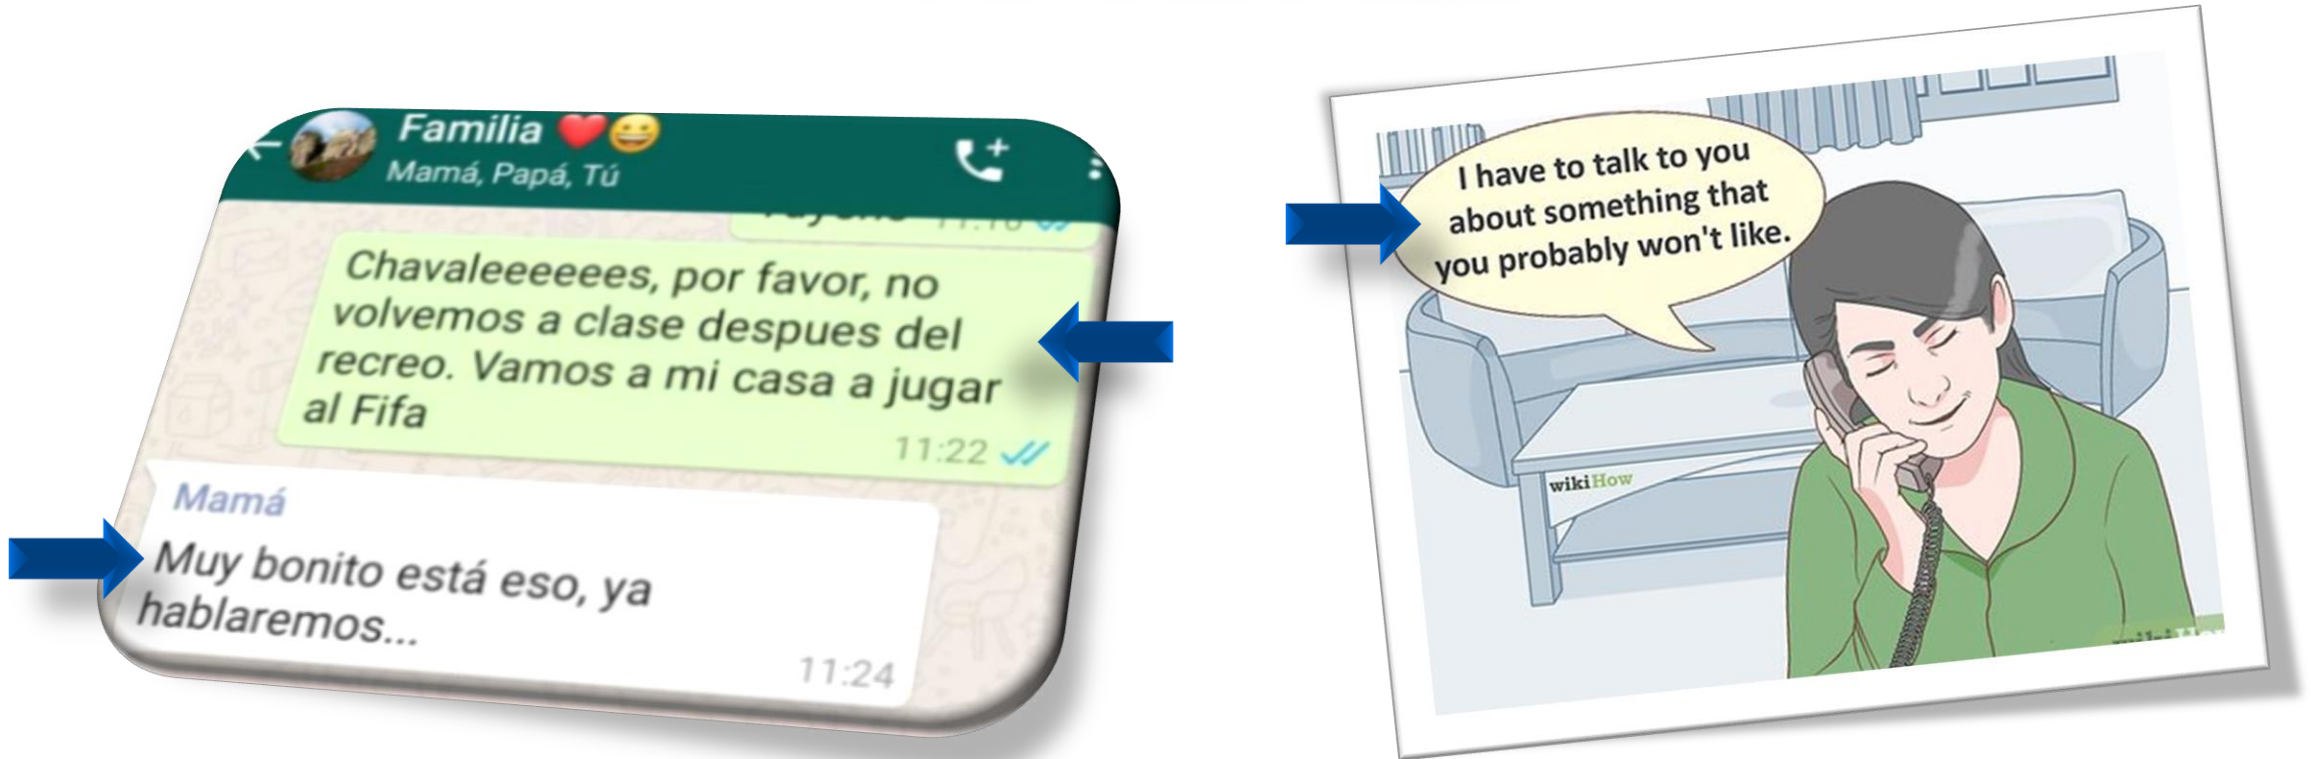 Familia ❤️😀
Mamá, Papá, Tú
Chavaleeeeees, por favor, no
volvemos a clase despues del
recreo. Vamos a mi casa a jugar
al Fifa
11:22
Mamá
Muy bonito está eso, ya
hablaremos...
11:24
I have to talk to you
about something that
you probably won't like.
wikiHow